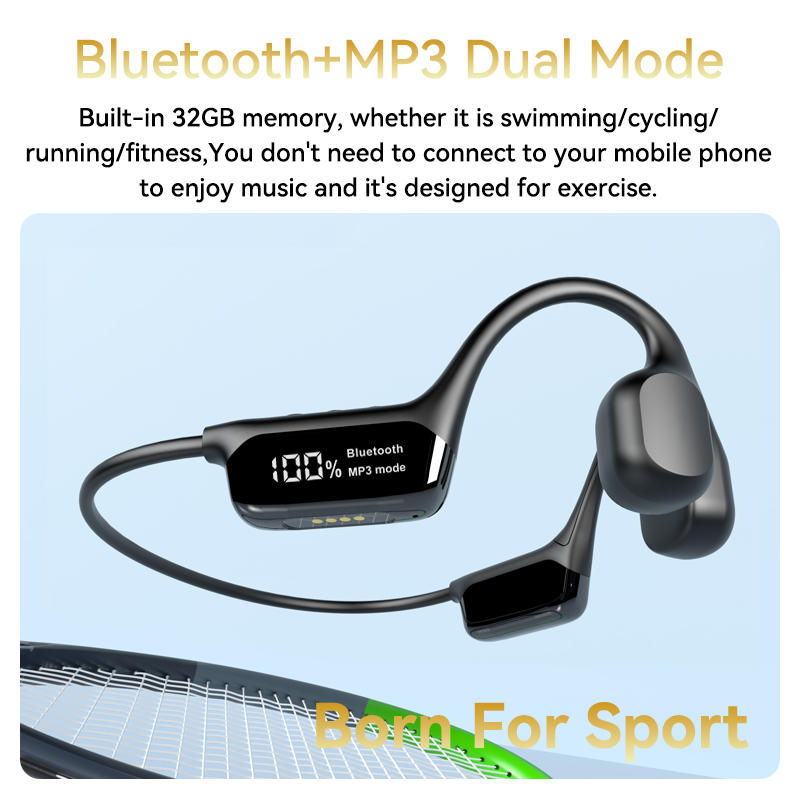 Bluetooth+MP3 Dual Mode
Built-in 32GB memory, whether it is swimming/cycling/
running/fitness,You don't need to connect to your mobile phone
to enjoy music and it's designed for exercise.
100% Bluetooth
MP3 mode
Born For Sport